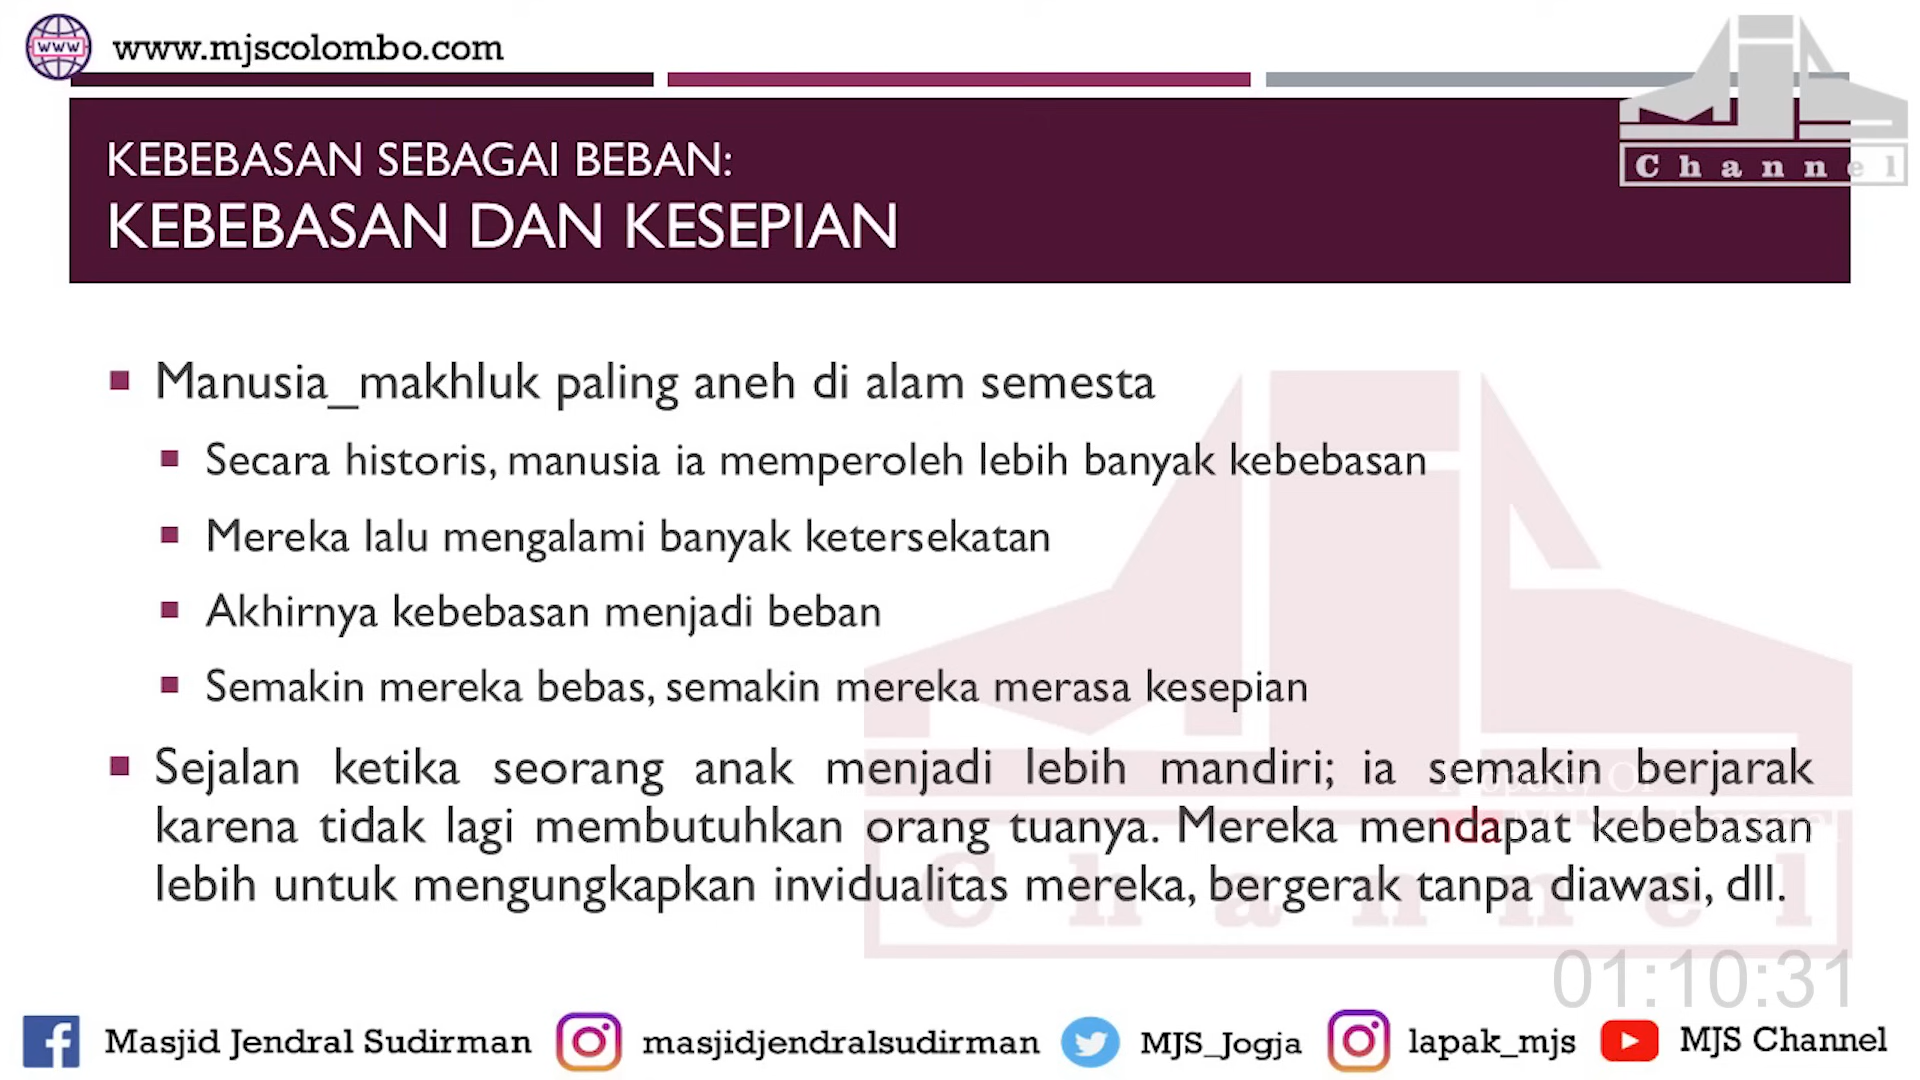 www.mjscolombo.com
Channel
KEBEBASAN SEBAGAI BEBAN:
KEBEBASAN DAN KESEPIAN
Manusia_makhluk paling aneh di alam semesta
Secara historis, manusia ia memperoleh lebih banyak kebebasan
Mereka lalu mengalami banyak ketersekatan
Akhirnya kebebasan menjadi beban
Semakin mereka bebas, semakin mereka merasa kesepian
Sejalan ketika seorang anak menjadi lebih mandiri; ia semakin berjarak
karena tidak lagi membutuhkan orang tuanya. Mereka mendapat kebebasan
lebih untuk mengungkapkan invidualitas mereka, bergerak tanpa diawasi, dll.
Property Of
Channel
01:10:31
Masjid Jendral Sudirman masjidjendralsudirman MJS_Jogja lapak_mjs MJS Channel